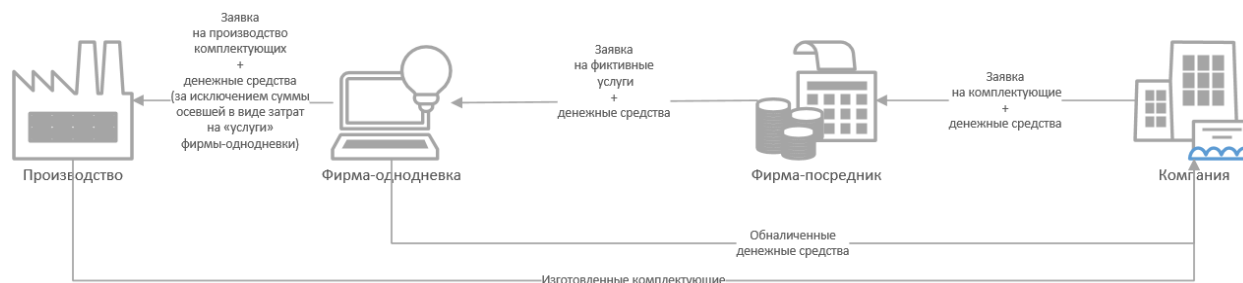 Заявка
на производство
комплектующих
+
денежные средства
(за исключением суммы
осевшей в виде затрат
на «услуги»
фирмы-однодневки)
Заявка
на фиктивные
услуги
+
денежные средства
Заявка
на комплектующие
+
денежные средства
Производство
Фирма-однодневка
Фирма-посредник
Компания
Обналиченные
денежные средства
Изготовленные комплектующие